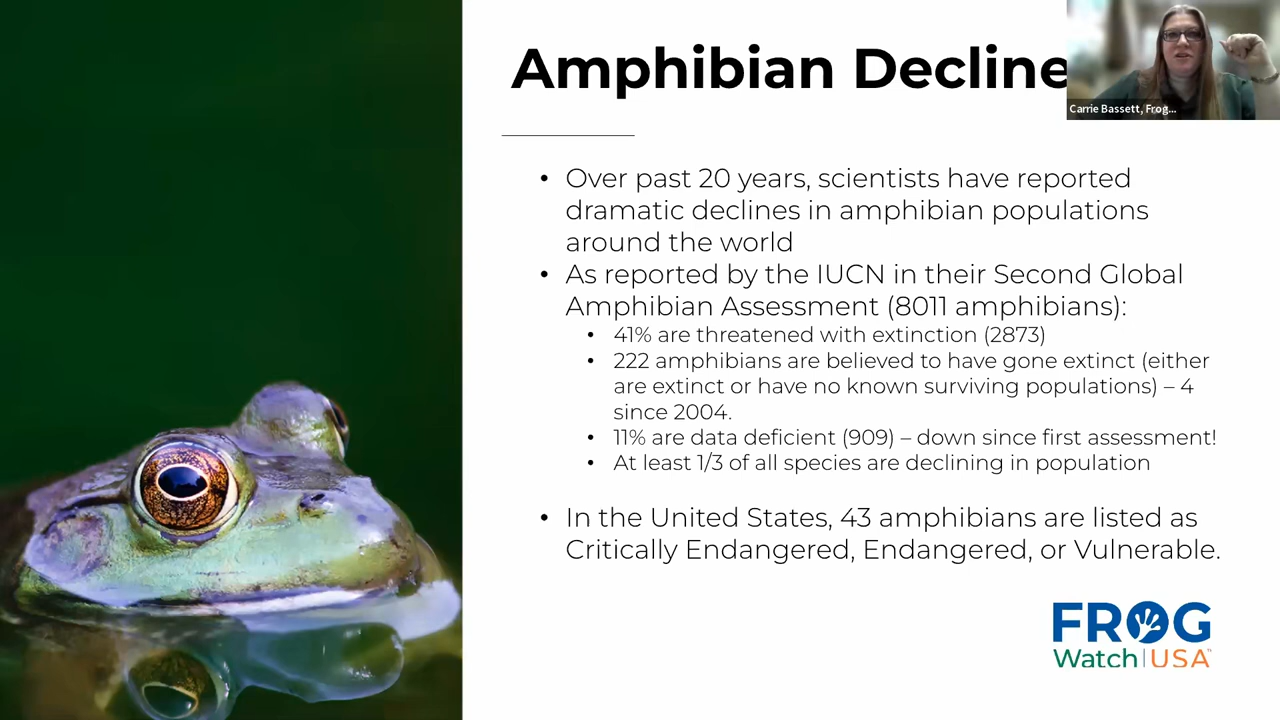 Amphibian Decline
Carrie Bassett, Frog...
• Over past 20 years, scientists have reported
dramatic declines in amphibian populations
around the world
• As reported by the IUCN in their Second Global
Amphibian Assessment (8011 amphibians):
• 41% are threatened with extinction (2873)
• 222 amphibians are believed to have gone extinct (either
are extinct or have no known surviving populations) – 4
since 2004.
• 11% are data deficient (909) – down since first assessment!
• At least 1/3 of all species are declining in population
• In the United States, 43 amphibians are listed as
Critically Endangered, Endangered, or Vulnerable.
FROG
Watch|USA™